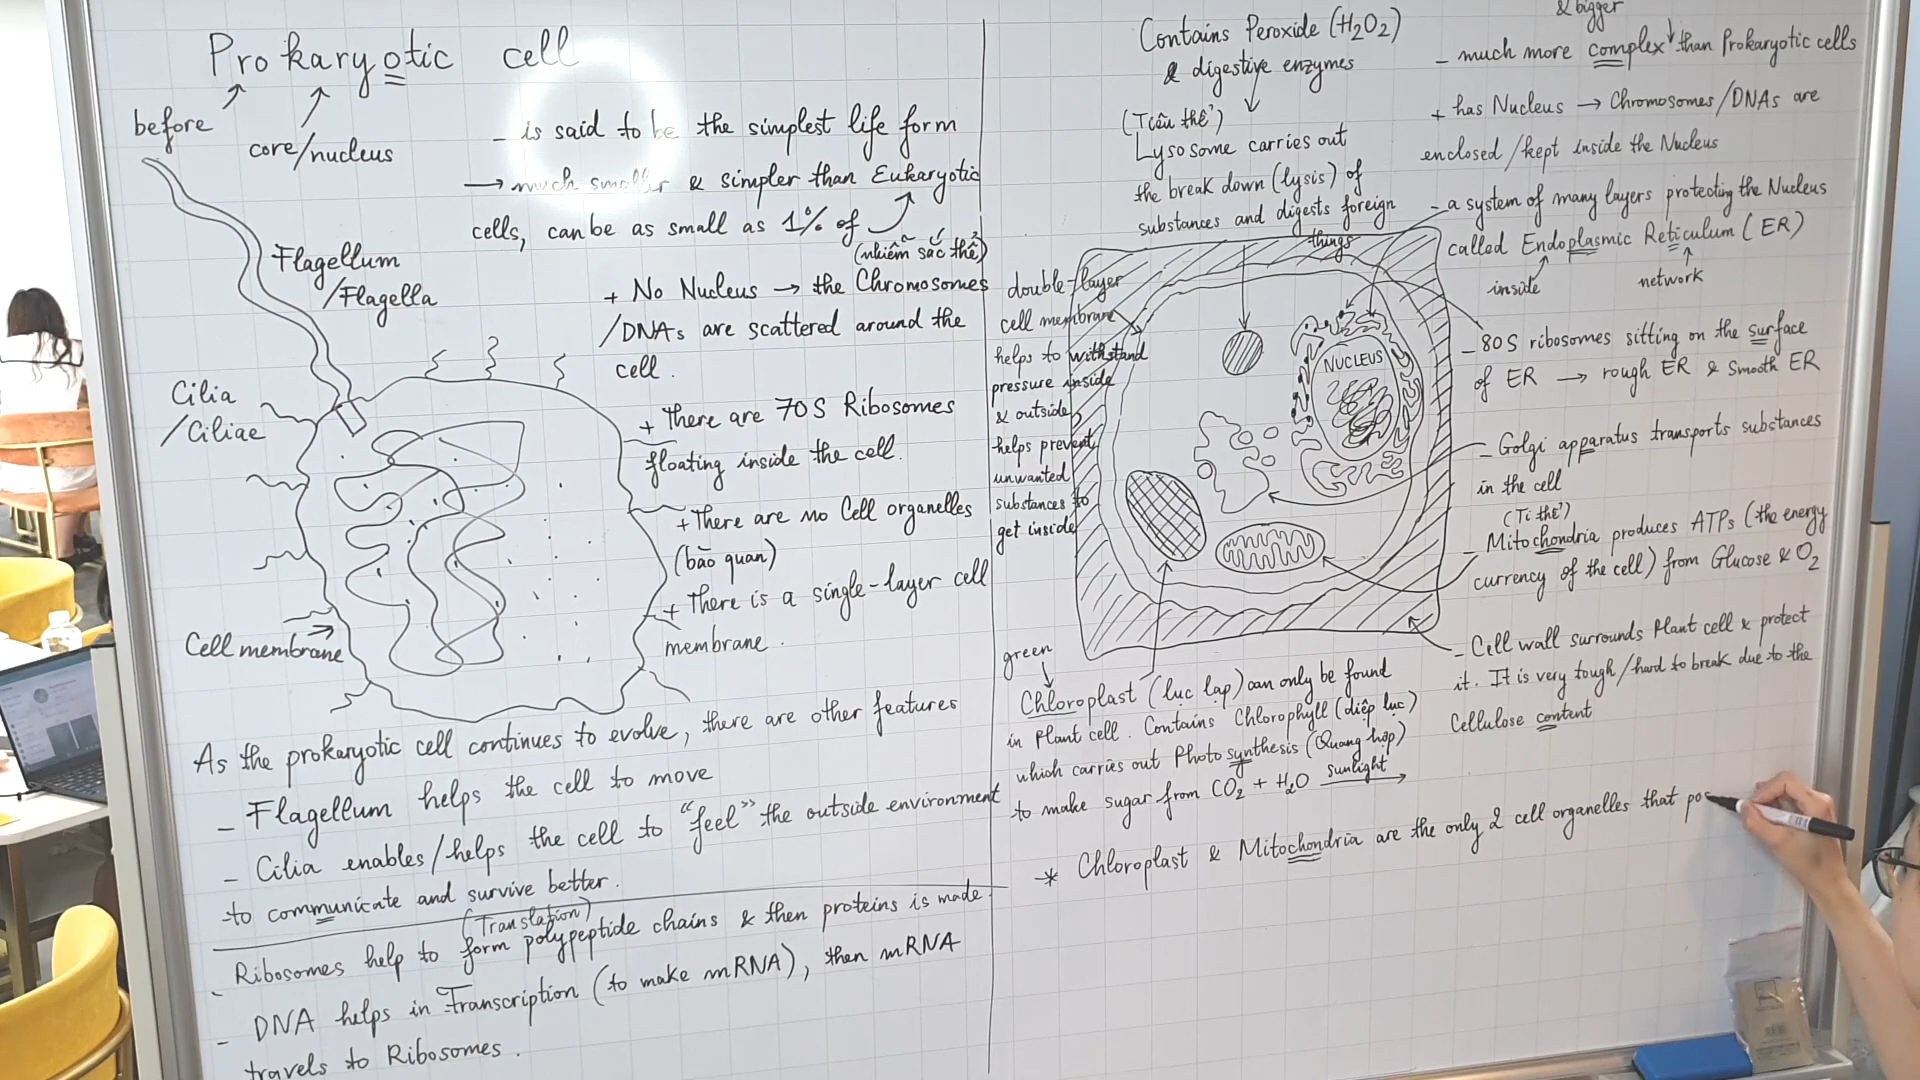 Prokaryotic cell
before
core/nucleus
- is said to be the simplest life form
→ much smaller & simpler than Eukaryotic
cells, can be as small as 1% of
(nhiễm sắc thể)
Flagellum
/Flagella
+ No Nucleus → the Chromosomes
/DNAs are scattered around the
cell.
Cilia
/Ciliae
+ There are 70S Ribosomes
floating inside the cell.
+ There are no Cell organelles
(bào quan)
+ There is a single-layer cell
membrane.
Cell membrane
As the prokaryotic cell continues to evolve, there are other features
- Flagellum helps the cell to move
- Cilia enables/helps the cell to "feel" the outside environment
to communicate and survive better.
(Translation)
- Ribosomes help to form polypeptide chains & then proteins is made.
- DNA helps in Transcription (to make mRNA), then mRNA
travels to Ribosomes.
Contains Peroxide (H2O2)
& digestive enzymes
(Tiêu thể)
Lysosome carries out
the break down (lysis) of
substances and digests foreign
things
double-layer
cell membrane
helps to withstand
pressure inside
& outside,
helps prevent
unwanted
substances to
get inside
NUCLEUS
& bigger
- much more complex than Prokaryotic cells
+ has Nucleus → Chromosomes/DNAs are
enclosed/kept inside the Nucleus
- a system of many layers protecting the Nucleus
called Endoplasmic Reticulum (ER)
inside
network
- 80S ribosomes sitting on the surface
of ER → rough ER & Smooth ER
- Golgi apparatus transports substances
in the cell
(Ti thể)
- Mitochondria produces ATPs (the energy
currency of the cell) from Glucose & O2
- Cell wall surrounds Plant cell & protect
it. It is very tough/hard to break due to the
Cellulose content
green
Chloroplast (lục lạp) can only be found
in Plant cell. Contains Chlorophyll (diệp lục)
which carries out Photosynthesis (Quang hợp)
to make sugar from CO2 + H2O sunlight →
* Chloroplast & Mitochondria are the only 2 cell organelles that pos